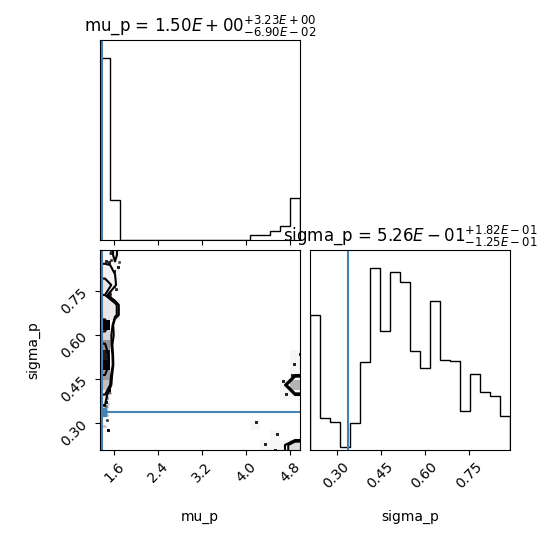 mu_p = 1.50E + 00+3.23E+00−6.90E−02
sigma_p = 5.26E − 01+1.82E−01−1.25E−01
sigma_p
0.75
0.60
0.45
0.30
1.6 2.4 3.2 4.0 4.8
0.30 0.45 0.60 0.75
mu_p
sigma_p